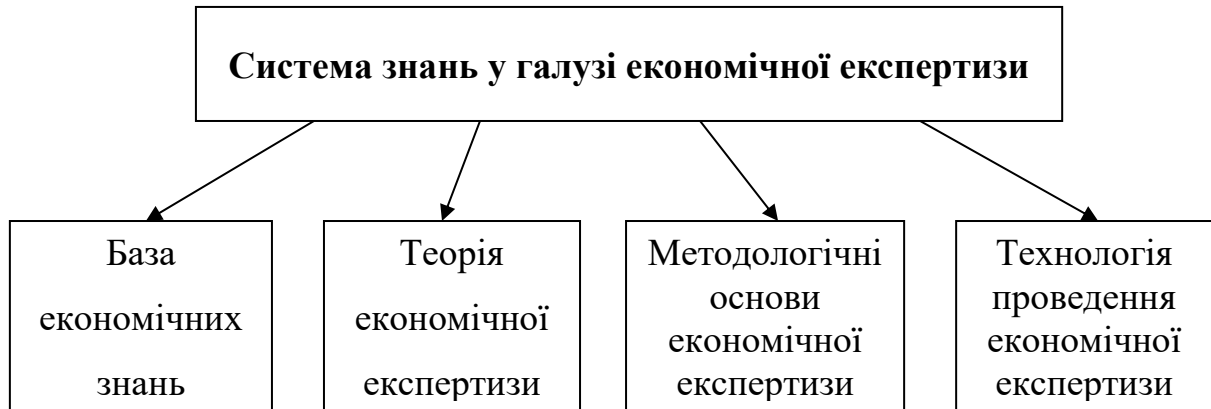 Система знань у галузі економічної експертизи
База
економічних
знань
Теорія
економічної
експертизи
Методологічні
основи
економічної
експертизи
Технологія
проведення
економічної
експертизи